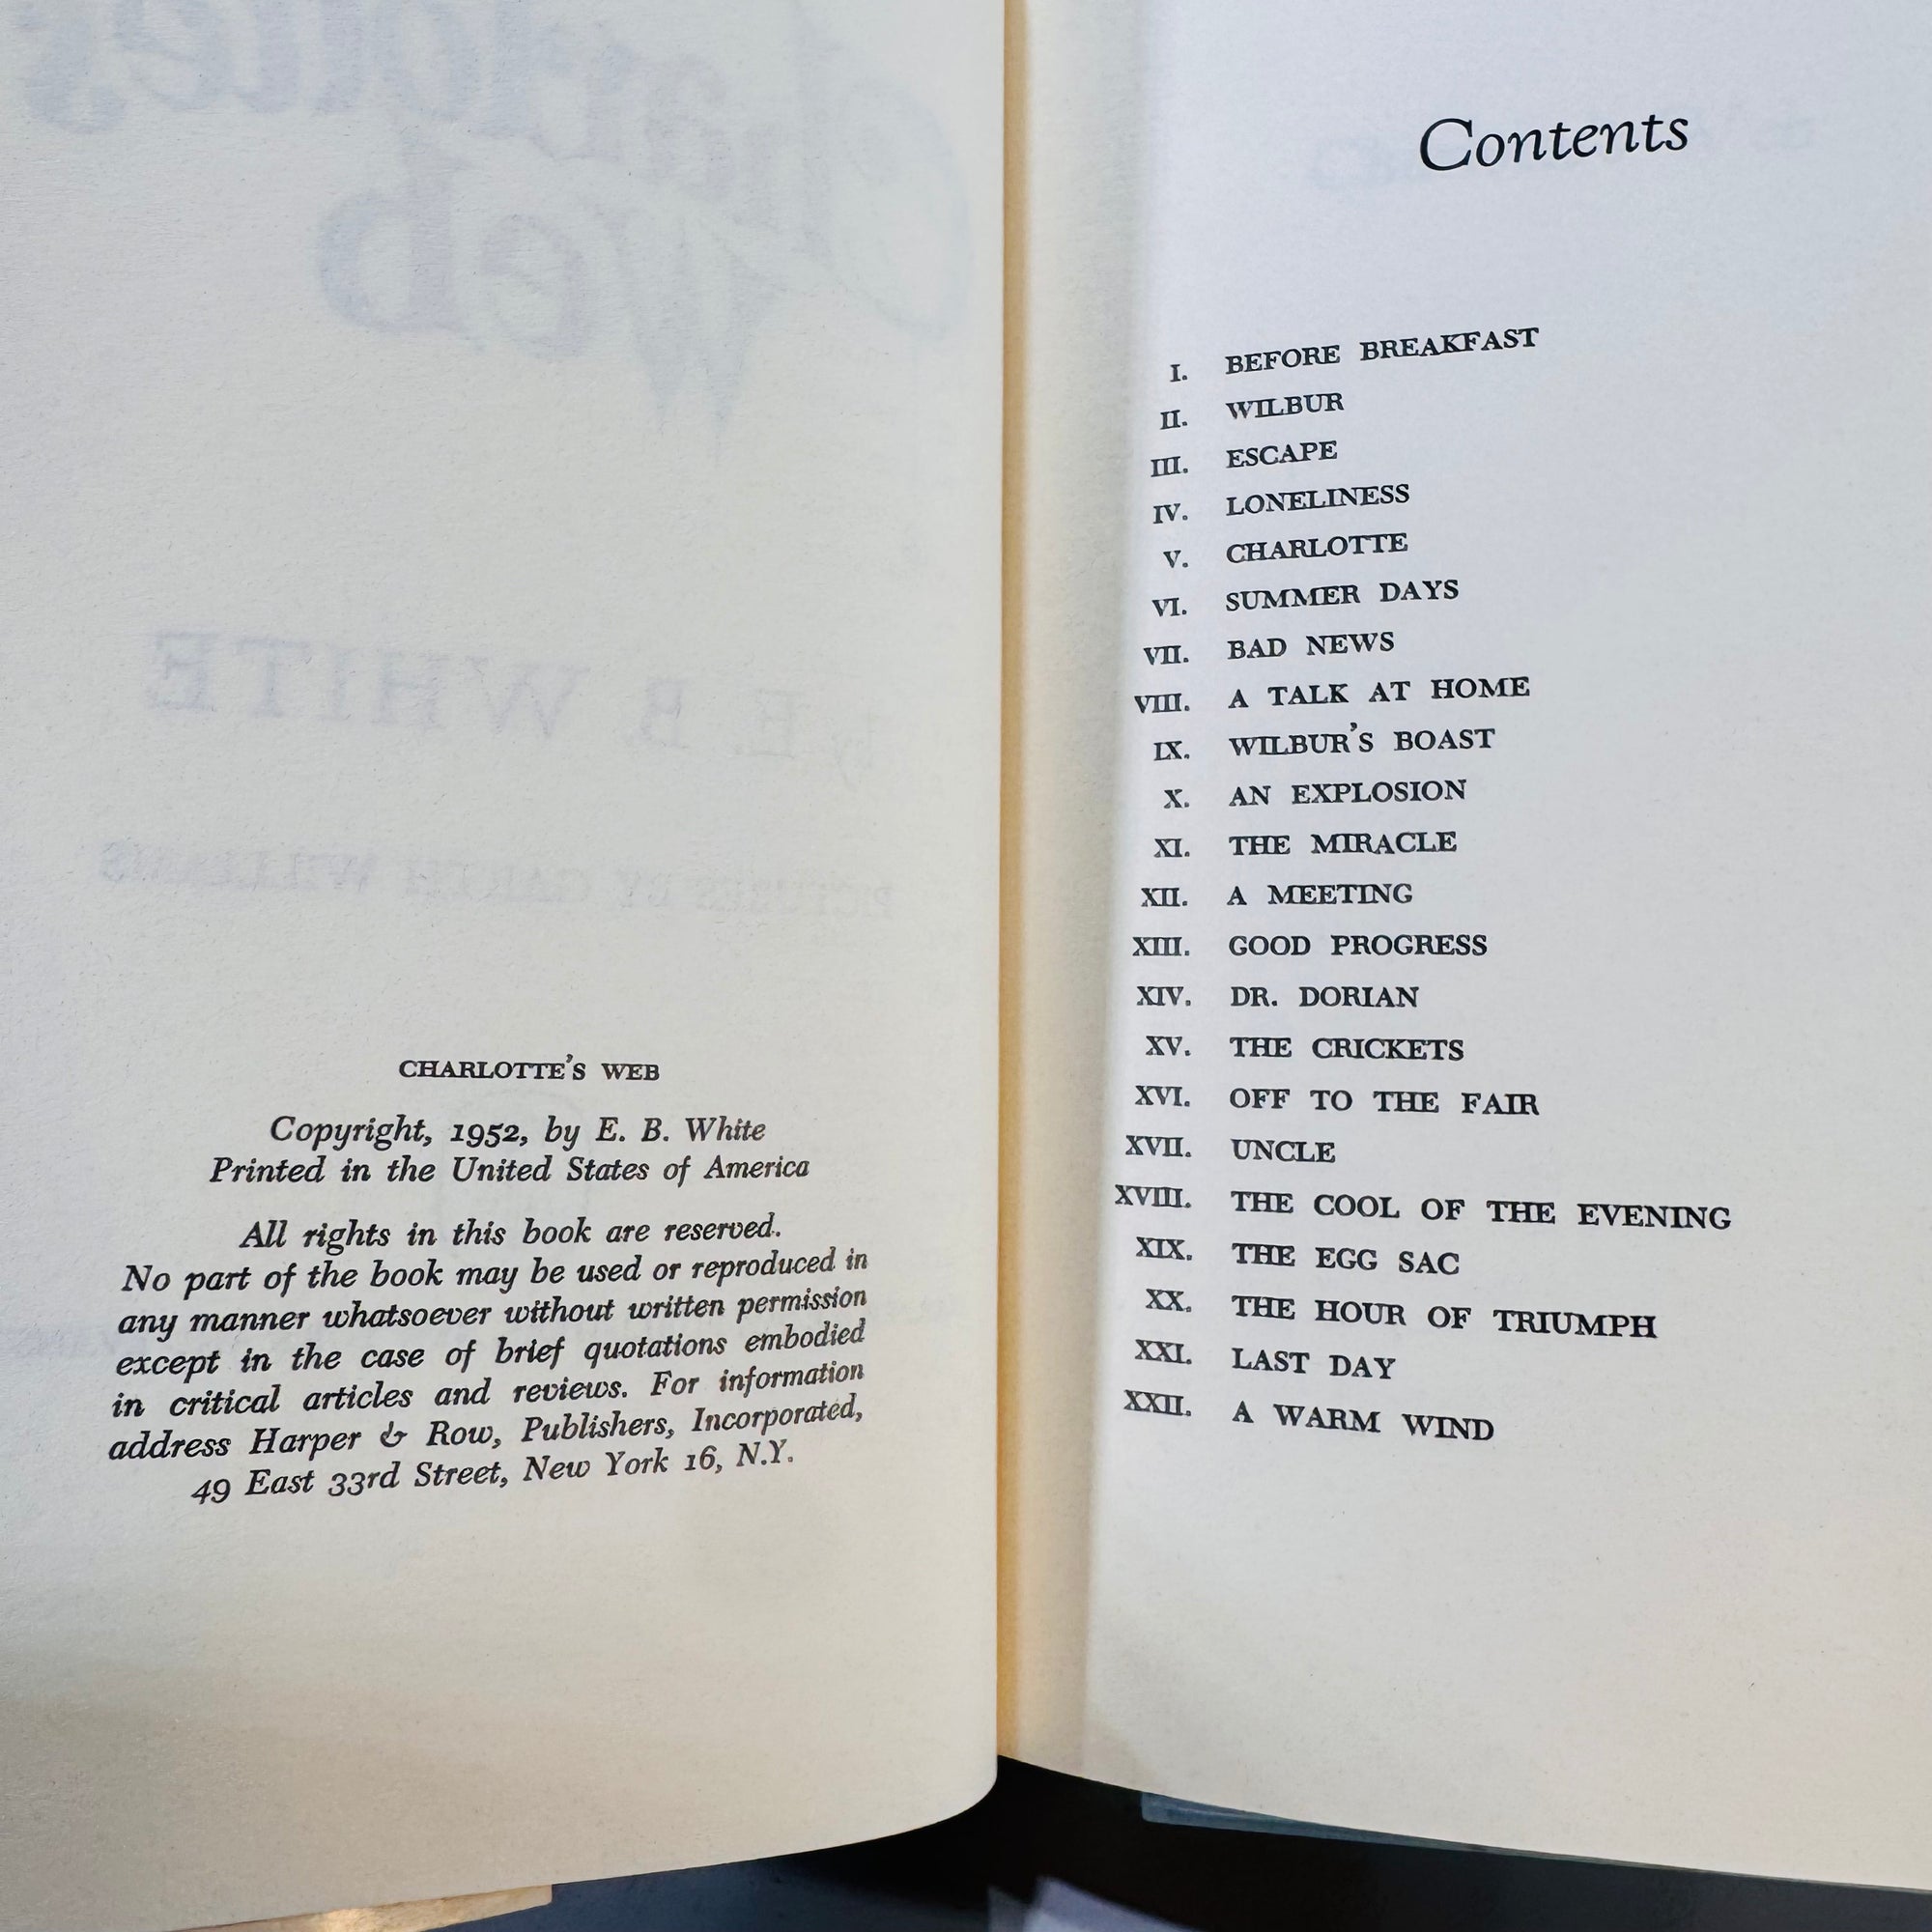 CHARLOTTE'S WEB
Copyright, 1952, by E. B. White
Printed in the United States of America
All rights in this book are reserved.
No part of the book may be used or reproduced in
any manner whatsoever without written permission
except in the case of brief quotations embodied
in critical articles and reviews. For information
address Harper & Row, Publishers, Incorporated,
49 East 33rd Street, New York 16, N.Y.
Contents
I. BEFORE BREAKFAST
II. WILBUR
III. ESCAPE
IV. LONELINESS
V. CHARLOTTE
VI. SUMMER DAYS
VII. BAD NEWS
VIII. A TALK AT HOME
IX. WILBUR'S BOAST
X. AN EXPLOSION
XI. THE MIRACLE
XII. A MEETING
XIII. GOOD PROGRESS
XIV. DR. DORIAN
XV. THE CRICKETS
XVI. OFF TO THE FAIR
XVII. UNCLE
XVIII. THE COOL OF THE EVENING
XIX. THE EGG SAC
XX. THE HOUR OF TRIUMPH
XXI. LAST DAY
XXII. A WARM WIND